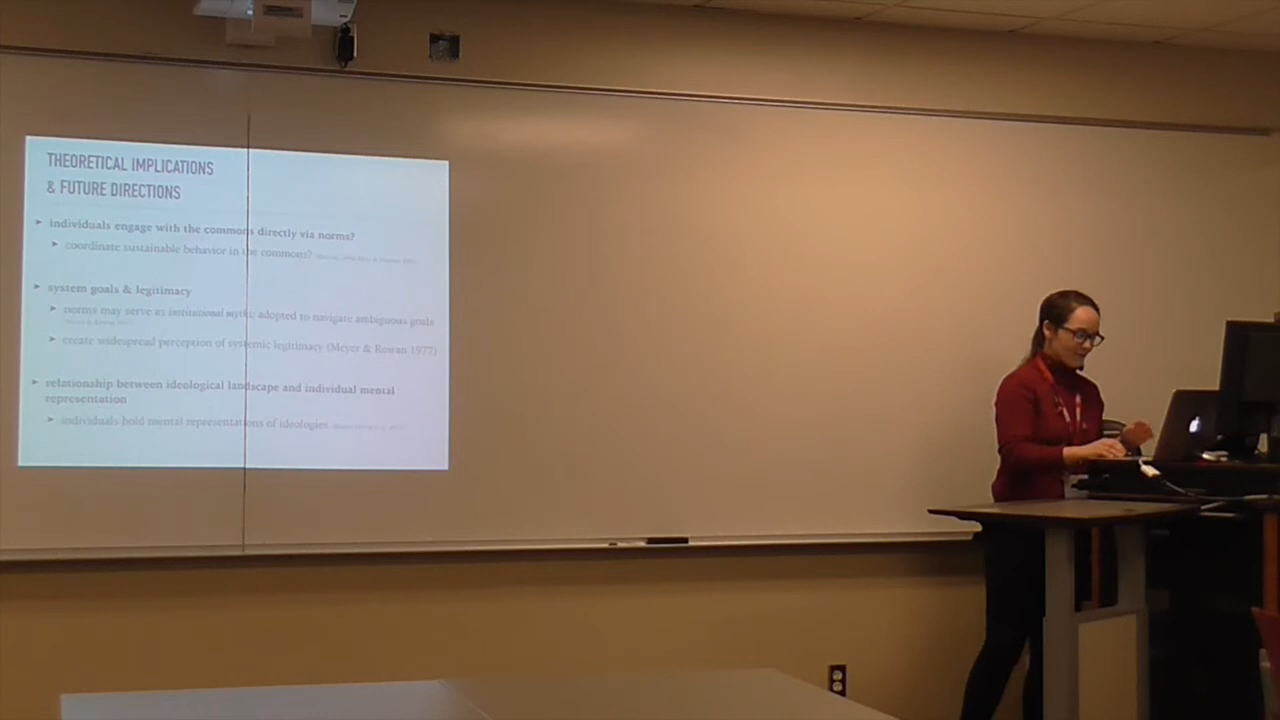 THEORETICAL IMPLICATIONS
& FUTURE DIRECTIONS
➤ individuals engage with the commons directly via norms?
➤ coordinate sustainable behavior in the commons?
➤ system goals & legitimacy
➤ norms may serve as institutional myths adopted to navigate ambiguous goals
➤ create widespread perception of systemic legitimacy (Meyer & Rowan 1977)
➤ relationship between ideological landscape and individual mental
representation
➤ individuals hold mental representations of ideologies